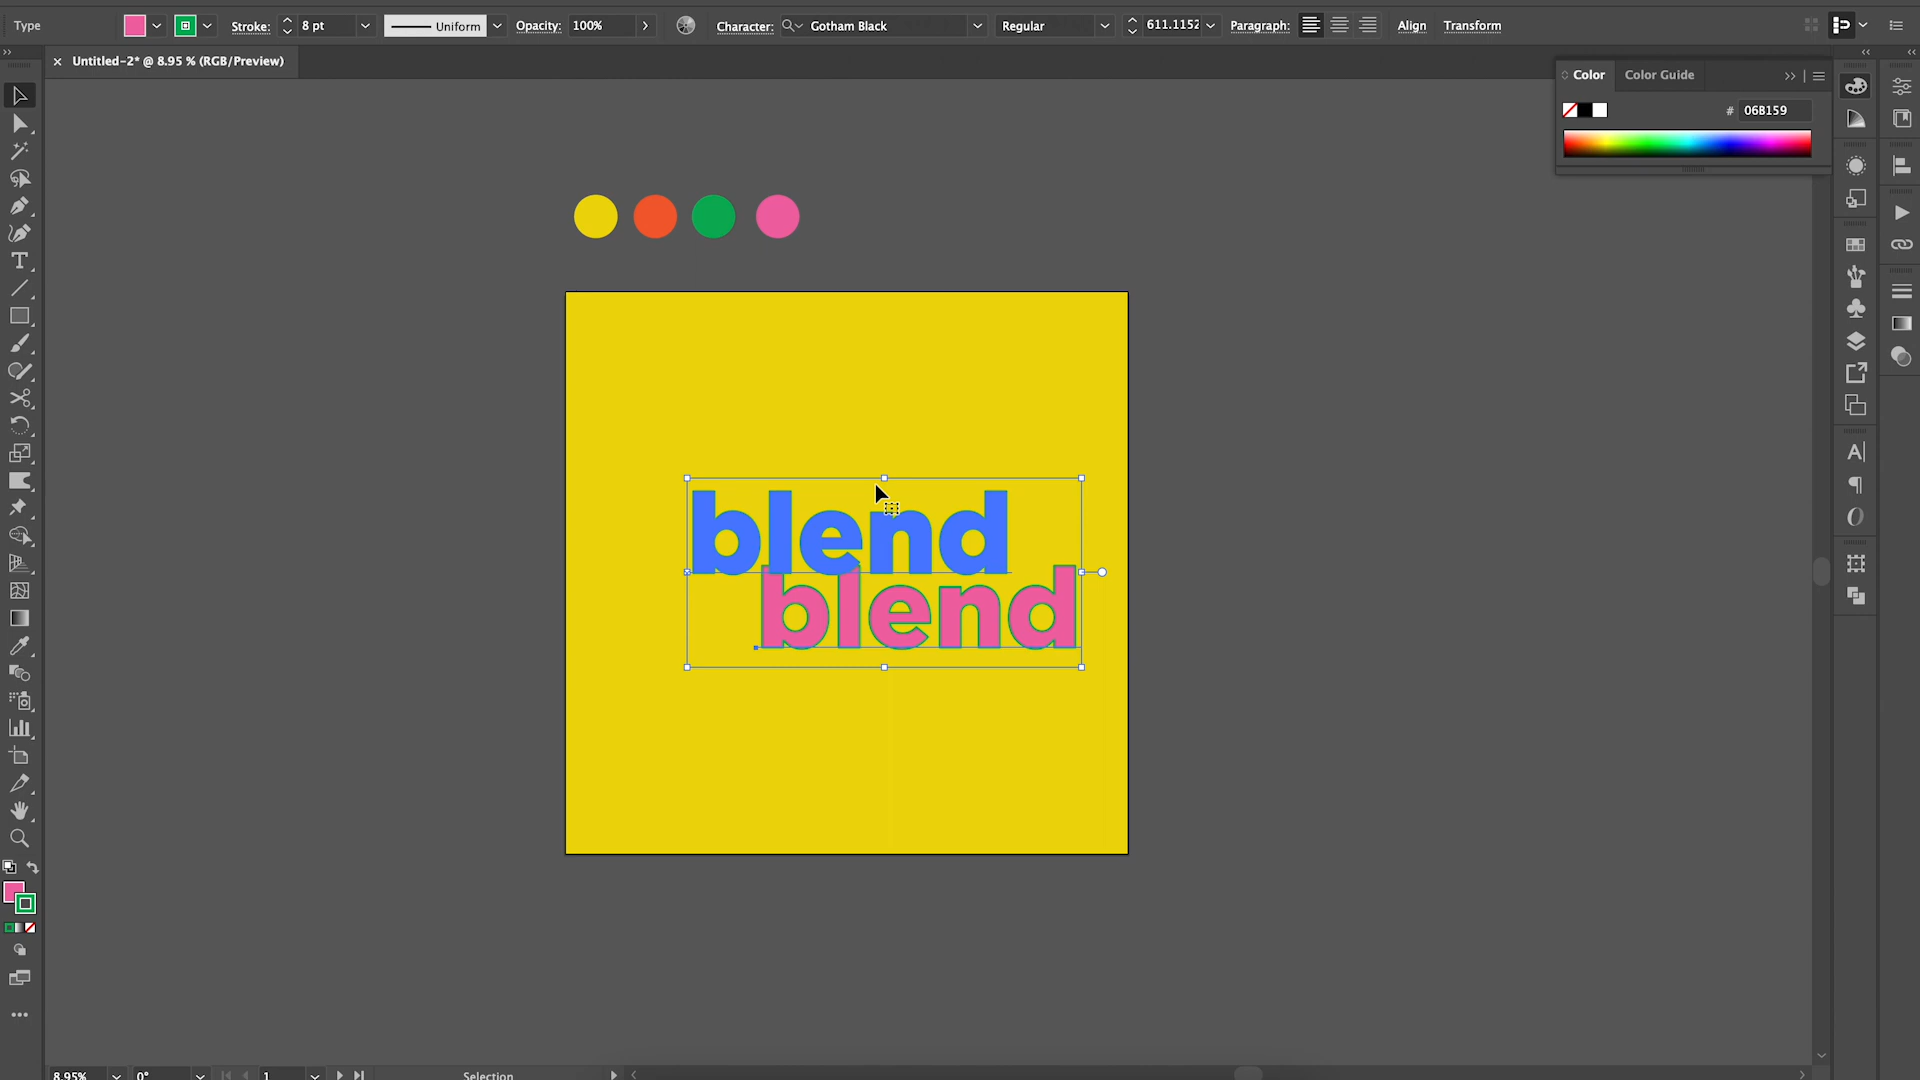 Type Stroke: 8 pt Uniform Opacity: 100% Character: Gotham Black Regular 611.1152 Paragraph: Align Transform
× Untitled-2* @ 8.95 % (RGB/Preview)
Color Color Guide
# 06B159
blend
blend
8.95% 0° 1 Selection